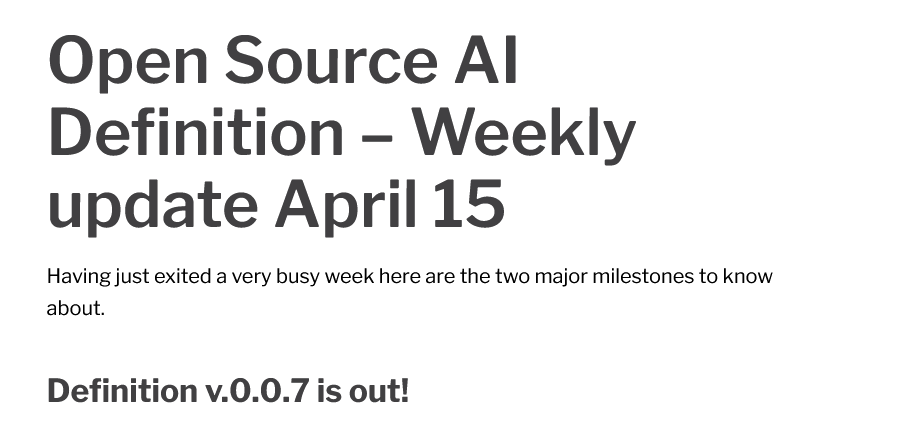 Open Source AI
Definition – Weekly
update April 15
Having just exited a very busy week here are the two major milestones to know
about.
Definition v.0.0.7 is out!